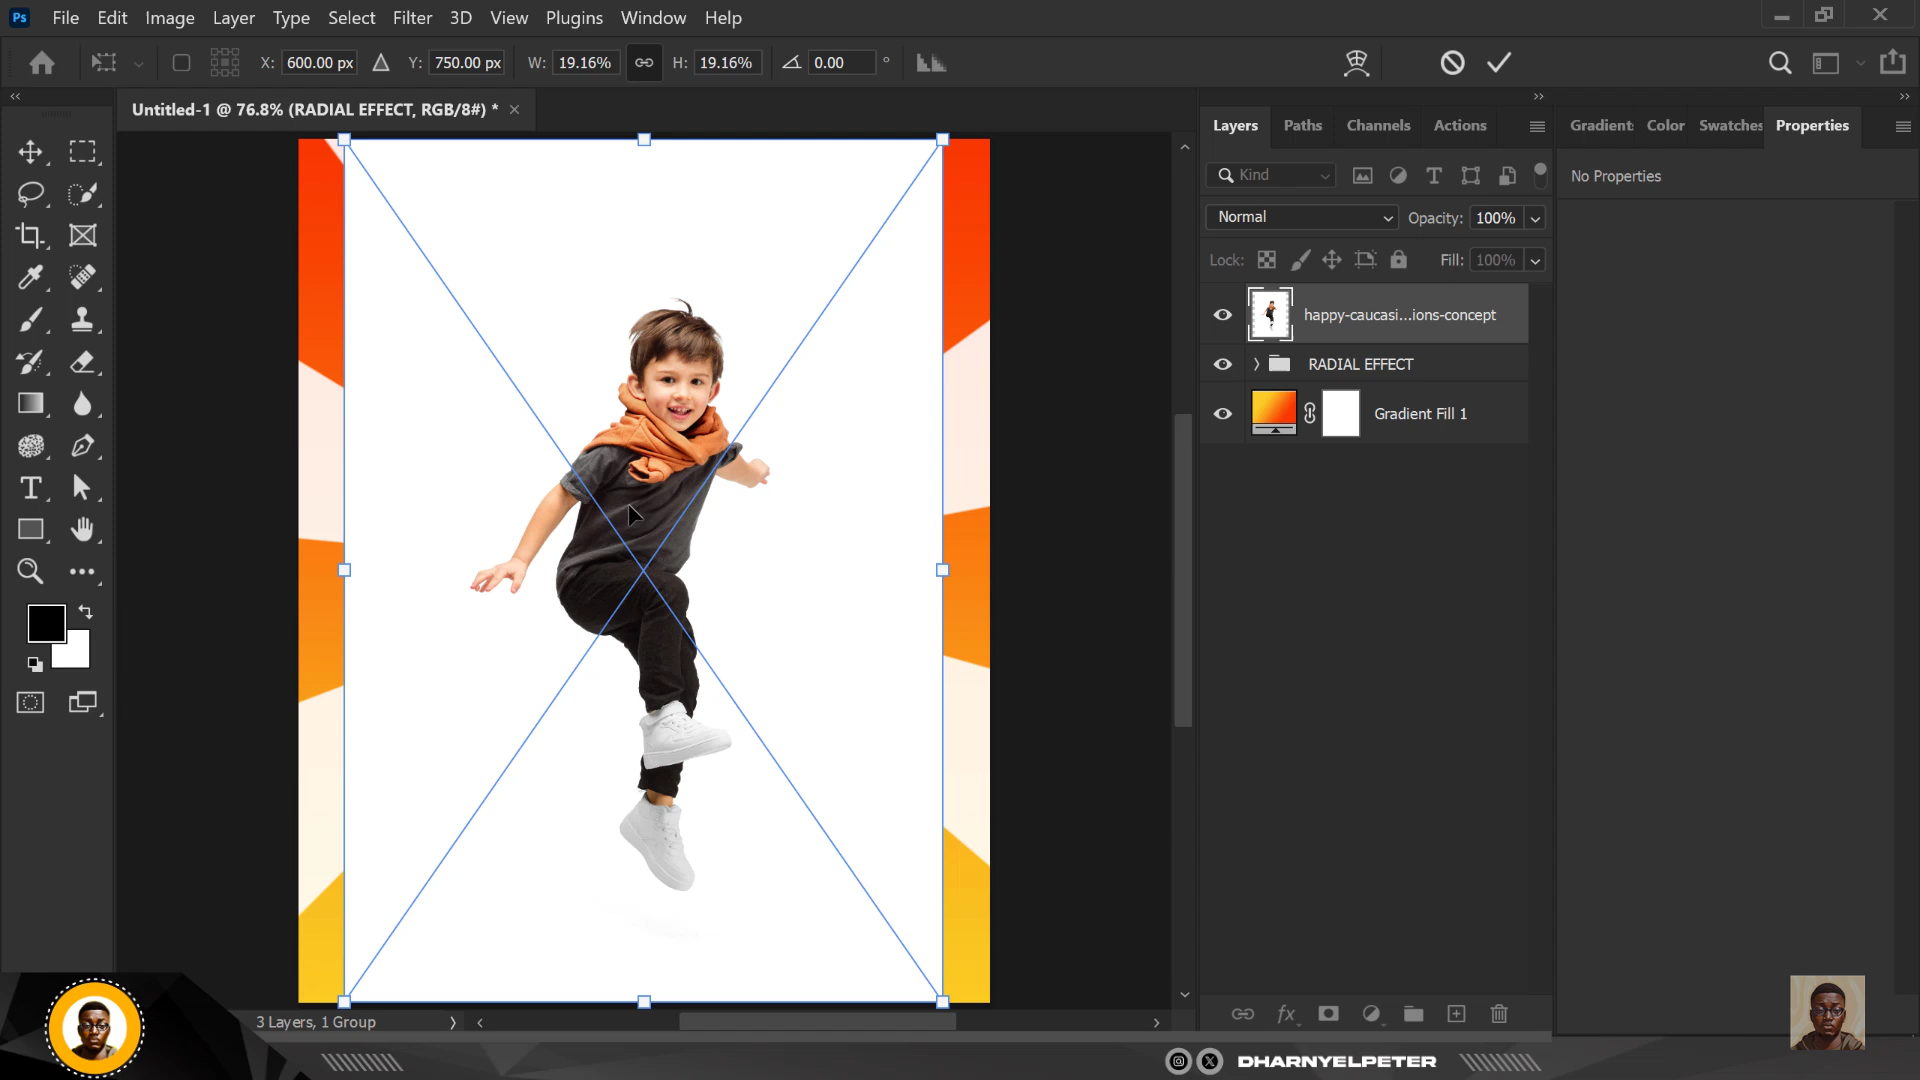 Ps File Edit Image Layer Type Select Filter 3D View Plugins Window Help
X: 600.00 px Y: 750.00 px W: 19.16% H: 19.16% 0.00 °
Untitled-1 @ 76.8% (RADIAL EFFECT, RGB/8#) *
Layers Paths Channels Actions
Gradient Color Swatches Properties
Kind
No Properties
Normal Opacity: 100%
Lock: Fill: 100%
happy-caucasi...ions-concept
RADIAL EFFECT
Gradient Fill 1
fx
3 Layers, 1 Group
DHARNYELPETER